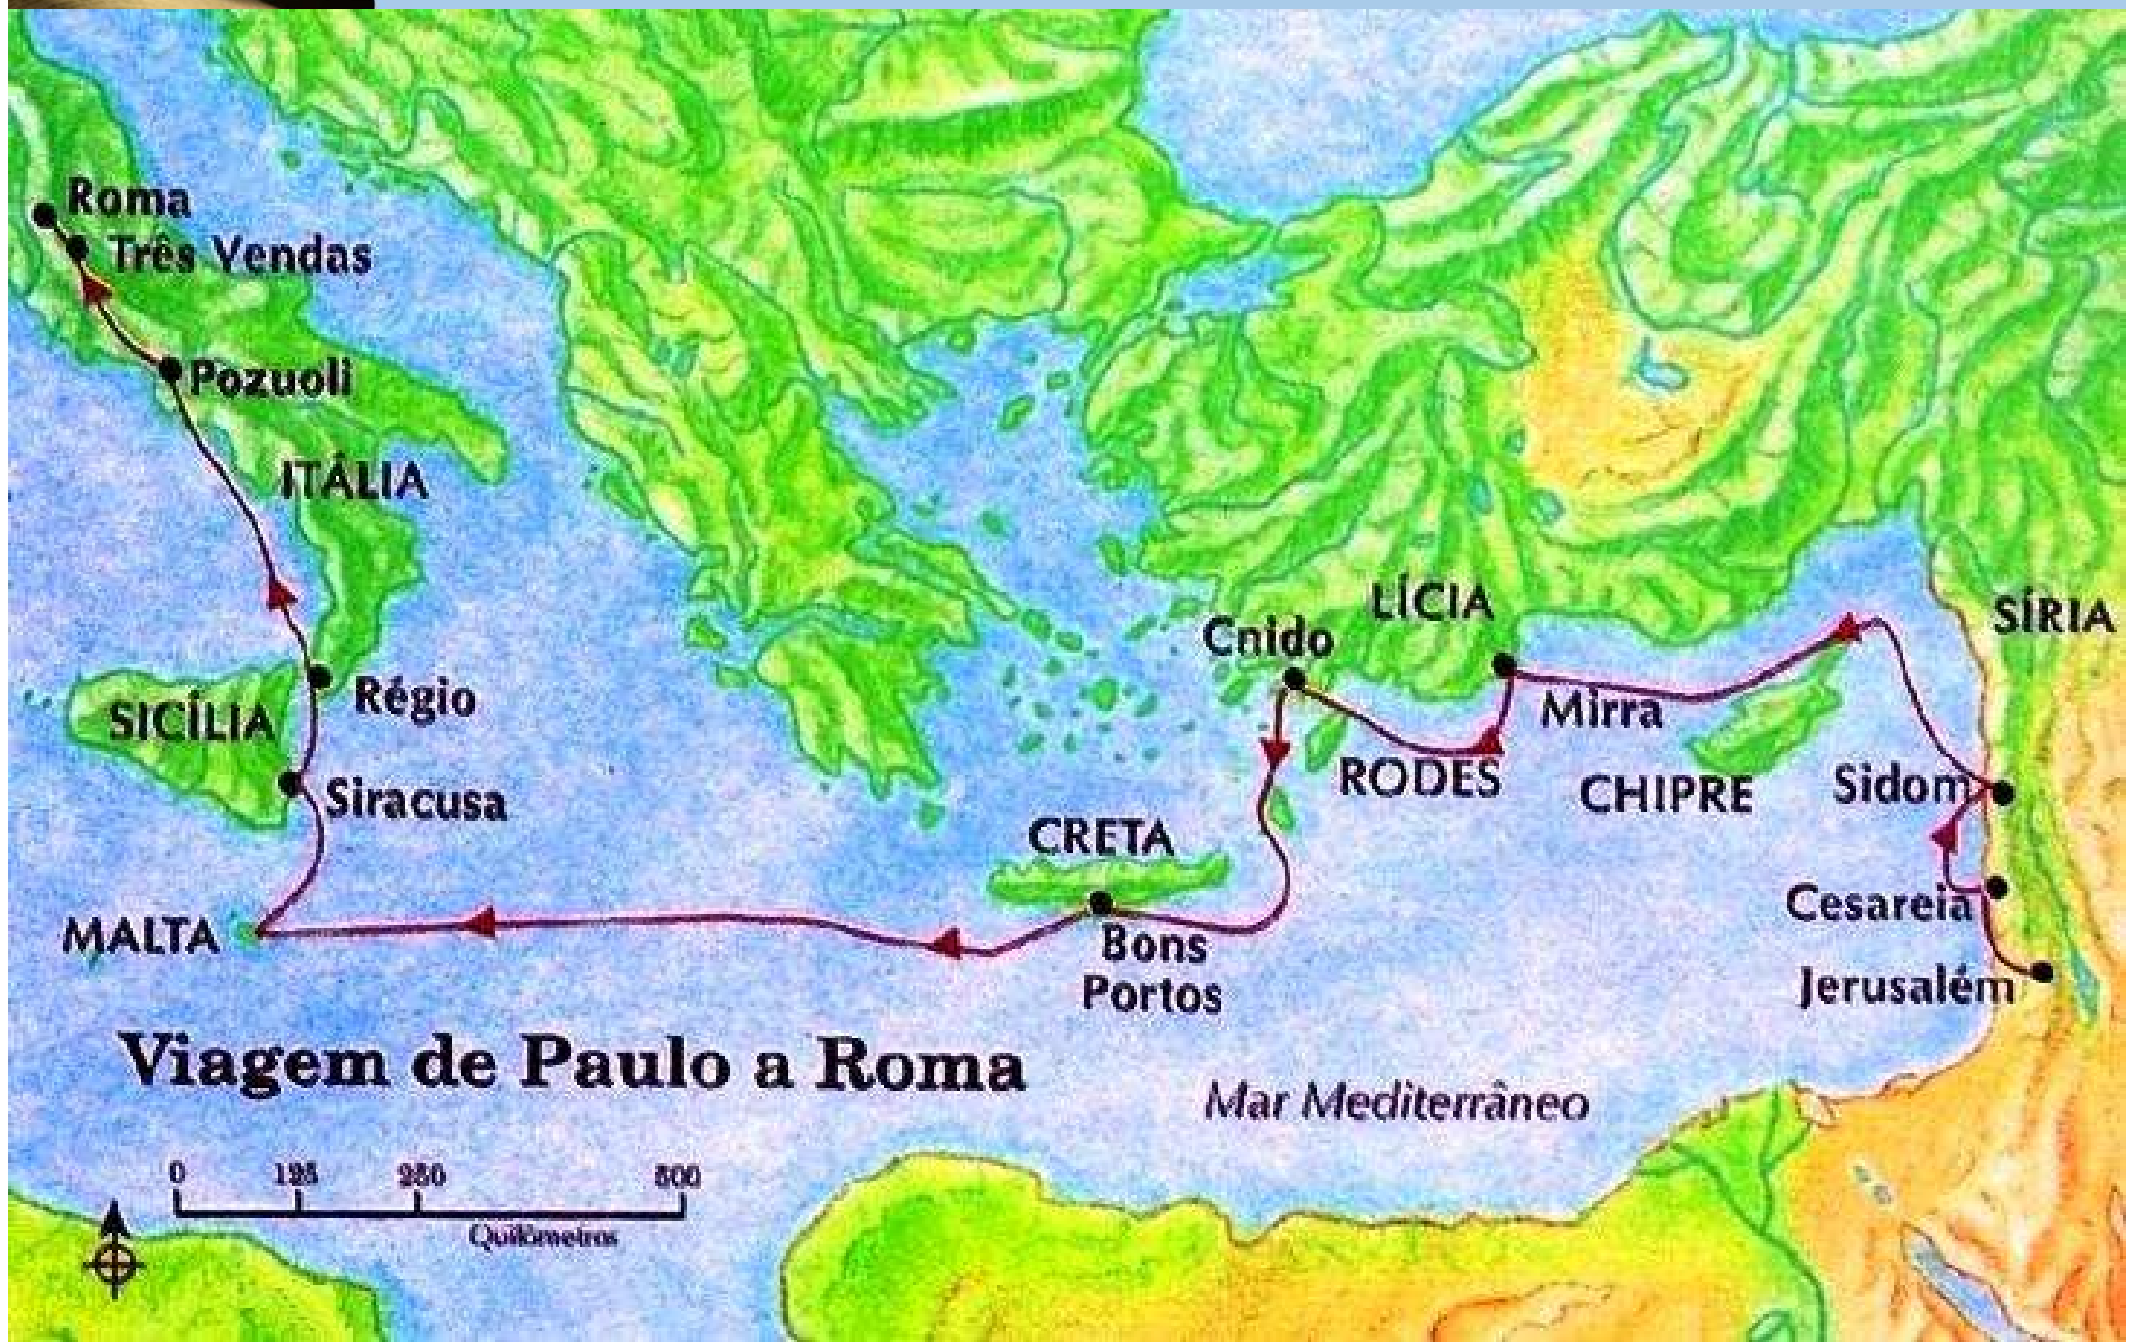 Roma
Três Vendas
Pozuoli
ITÁLIA
LÍCIA
SÍRIA
Cnido
Régio
Mirra
SICÍLIA
RODES
CHIPRE
Sidom
Siracusa
CRETA
Cesareia
MALTA
Bons
Portos
Jerusalém
Viagem de Paulo a Roma
Mar Mediterrâneo
0 125 250 500
Quilômetros